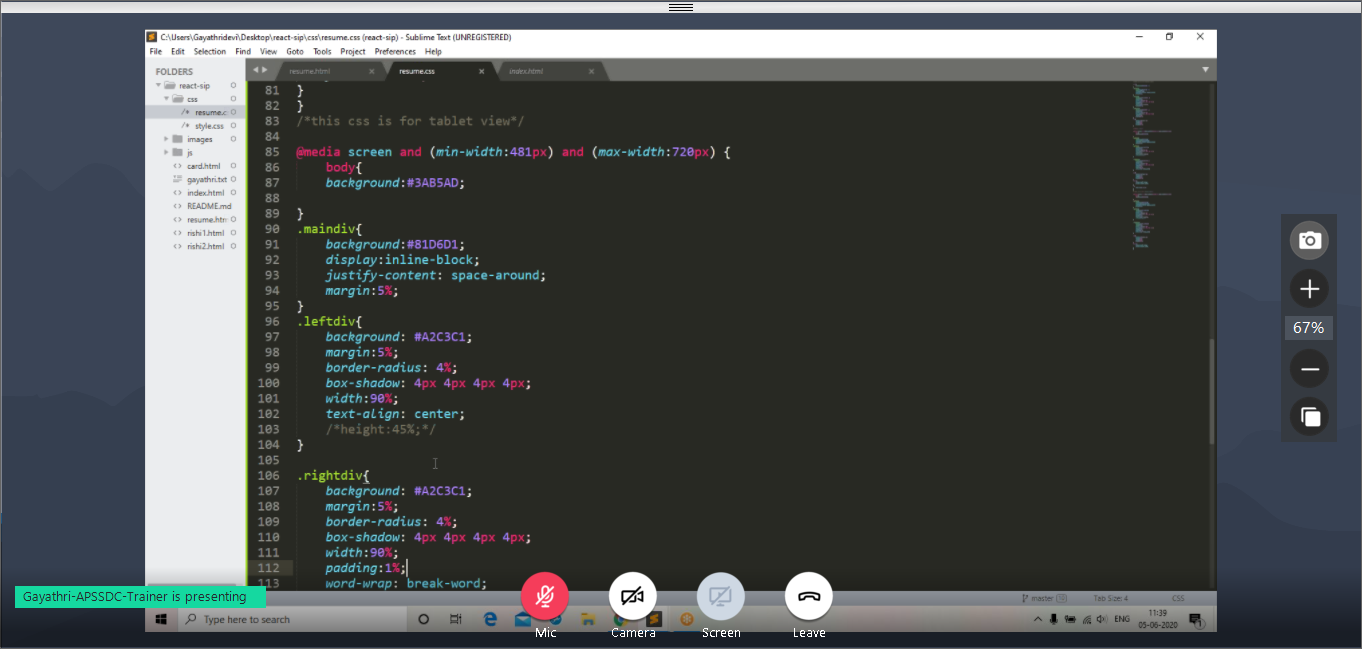 C:\Users\Gayathridevi\Desktop\react-sip\css\resume.css (react-sip) - Sublime Text (UNREGISTERED)
File Edit Selection Find View Goto Tools Project Preferences Help
FOLDERS
react-sip
css
/* resume.c
/* style.css
images
js
<> card.html
gayathri.txt
<> index.html
<> README.md
<> resume.htm
<> rishi1.html
<> rishi2.html
resume.html × resume.css × index.html ×
81 }
82 }
83 /*this css is for tablet view*/
84
85 @media screen and (min-width:481px) and (max-width:720px) {
86 body{
87 background:#3AB5AD;
88
89 }
90 .maindiv{
91 background:#81D6D1;
92 display:inline-block;
93 justify-content: space-around;
94 margin:5%;
95 }
96 .leftdiv{
97 background: #A2C3C1;
98 margin:5%;
99 border-radius: 4%;
100 box-shadow: 4px 4px 4px 4px;
101 width:90%;
102 text-align: center;
103 /*height:45%;*/
104 }
105
106 .rightdiv{
107 background: #A2C3C1;
108 margin:5%;
109 border-radius: 4%;
110 box-shadow: 4px 4px 4px 4px;
111 width:90%;
112 padding:1%;
113 word-wrap: break-word;
67%
Gayathri-APSSDC-Trainer is presenting
master
Tab Size: 4
CSS
Type here to search
ENG
11:39
05-06-2020
Mic
Camera
Screen
Leave